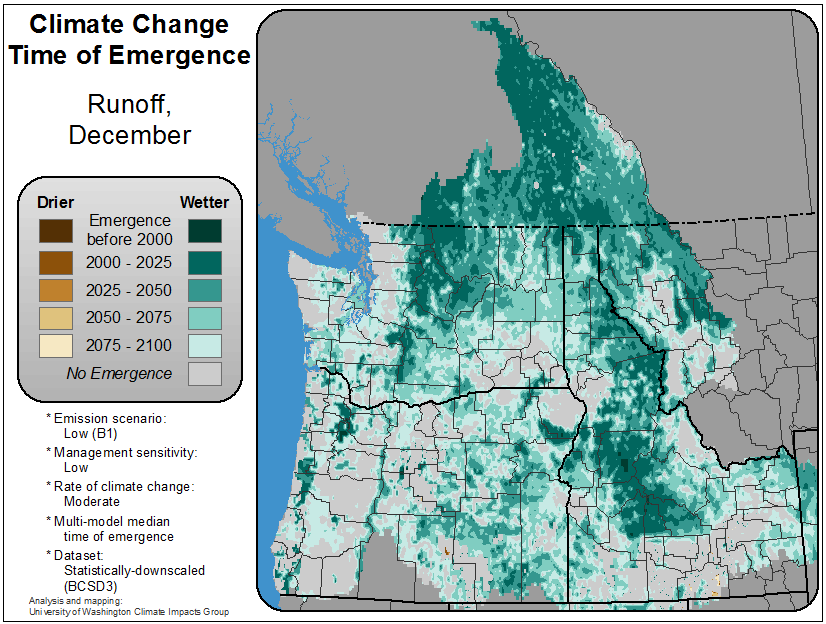 Climate Change
Time of Emergence
Runoff,
December
Drier
Wetter
Emergence
before 2000
2000 - 2025
2025 - 2050
2050 - 2075
2075 - 2100
No Emergence
* Emission scenario:
Low (B1)
* Management sensitivity:
Low
* Rate of climate change:
Moderate
* Multi-model median
time of emergence
* Dataset:
Statistically-downscaled
(BCSD3)
Analysis and mapping:
University of Washington Climate Impacts Group